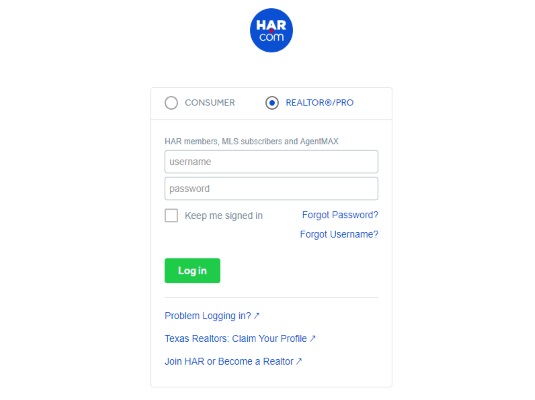 HAR
com
CONSUMER
REALTOR®/PRO
HAR members, MLS subscribers and AgentMAX
username
password
Keep me signed in
Forgot Password?
Forgot Username?
Log in
Problem Logging in? ↗
Texas Realtors: Claim Your Profile ↗
Join HAR or Become a Realtor ↗